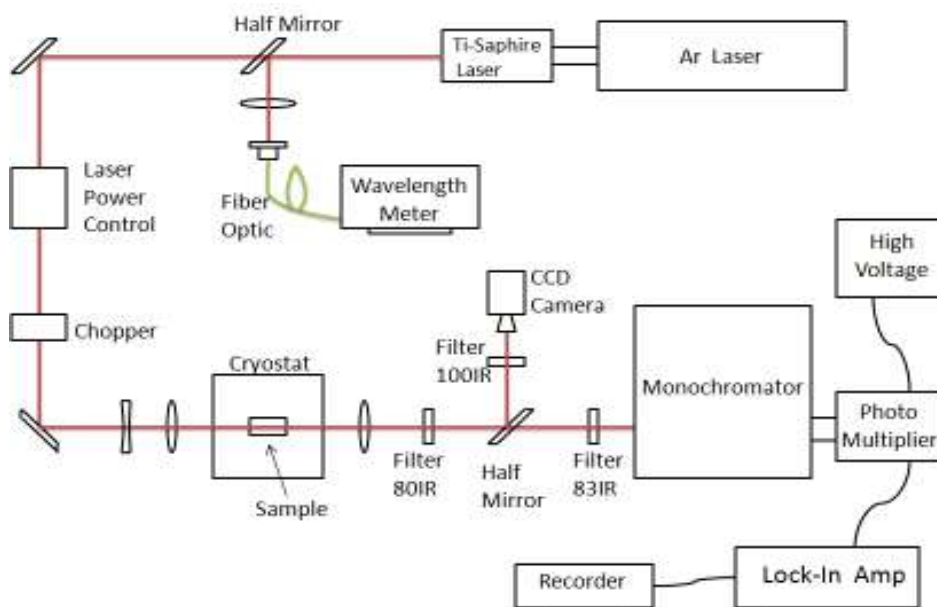 Half Mirror
Ti-Saphire
Laser
Ar Laser
Laser
Power
Control
Fiber
Optic
Wavelength
Meter
High
Voltage
CCD
Camera
Chopper
Filter
100IR
Cryostat
Monochromator
Photo
Multiplier
Filter
80IR
Half
Mirror
Filter
83IR
Sample
Recorder
Lock-In Amp